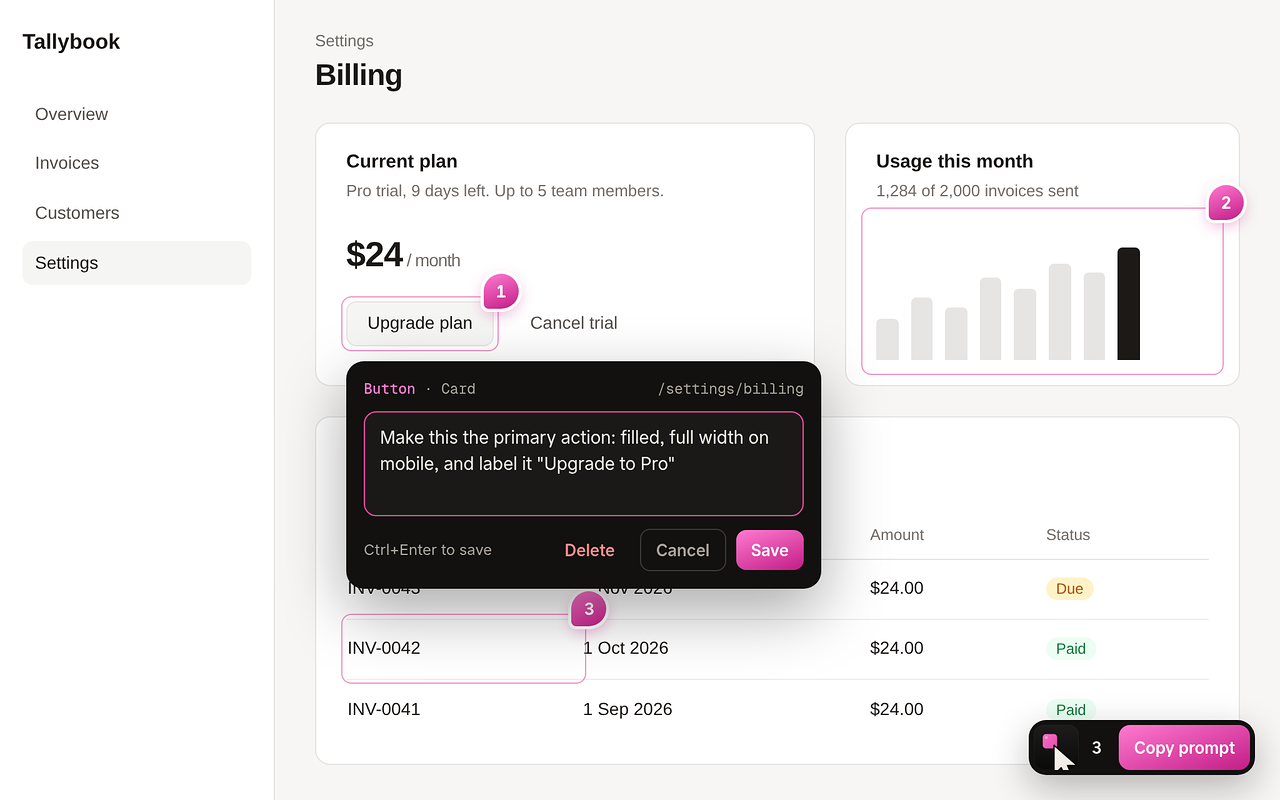 Tallybook
Overview
Invoices
Customers
Settings
Settings
Billing
Current plan
Pro trial, 9 days left. Up to 5 team members.
$24 / month
1
Upgrade plan
Cancel trial
Usage this month
1,284 of 2,000 invoices sent
2
Button · Card
/settings/billing
Make this the primary action: filled, full width on
mobile, and label it "Upgrade to Pro"
Ctrl+Enter to save
Delete
Cancel
Save
Amount
Status
INV-0043
Nov 2026
$24.00
Due
3
INV-0042
1 Oct 2026
$24.00
Paid
INV-0041
1 Sep 2026
$24.00
Paid
3
Copy prompt